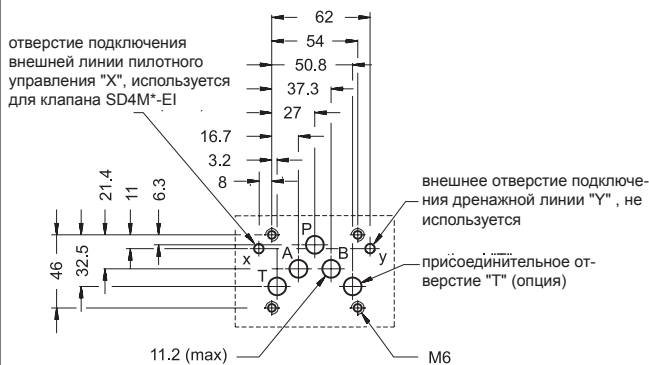 62
54
отверстие подключения
внешней линии пилотного
управления "X", используется
для клапана SD4M*-EI
50.8
37.3
27
16.7
3.2
8
21.4
11
6.3
внешнее отверстие подключе-
ния дренажной линии "Y" , не
используется
P
x
A
B
y
T
46
32.5
присоединительное от-
верстие "T" (опция)
11.2 (max)
M6